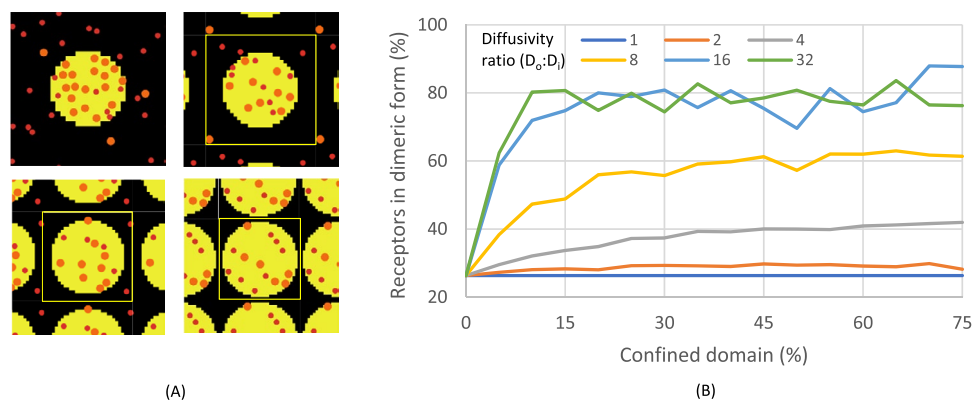 100
80
60
40
20
Receptors in dimeric form (%)
Diffusivity
ratio (Dₒ:Dᵢ)
1 2 4
8 16 32
0 15 30 45 60 75
Confined domain (%)
(A) (B)